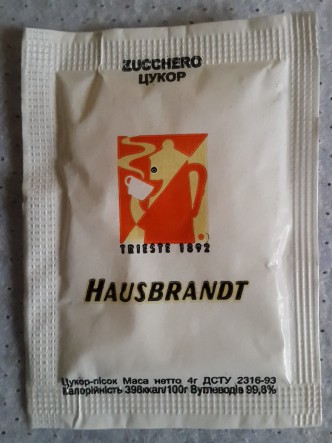 ZUCCHERO
ЦУКОР
TRIESTE 1892
HAUSBRANDT
Цукор-пісок Маса нетто 4г ДСТУ 2316-93
Калорійність 398ккал/100г Вуглеводів 99,8%